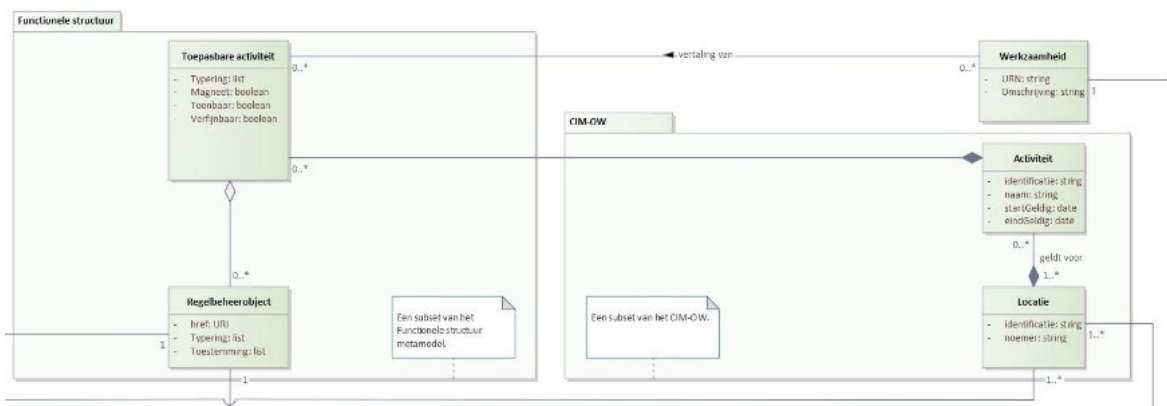 Functionele structuur
Toepasbare activiteit
- Typering: list
- Magneet: boolean
- Toonbaar: boolean
- Verfijnbaar: boolean
0..*
vertaling van
0..*
Werkzaamheid
- URN: string
- Omschrijving: string
1
CIM-OW
0..*
Activiteit
- identificatie: string
- naam: string
- startGeldig: date
- eindGeldig: date
0..*
geldt voor
1..*
0..*
Regelbeheerobject
- href: URI
- Typering: list
- Toestemming: list
1
1
Een subset van het
Functionele structuur
metamodel.
Een subset van het CIM-OW.
Locatie
- identificatie: string
- noemer: string
1..*
1..*